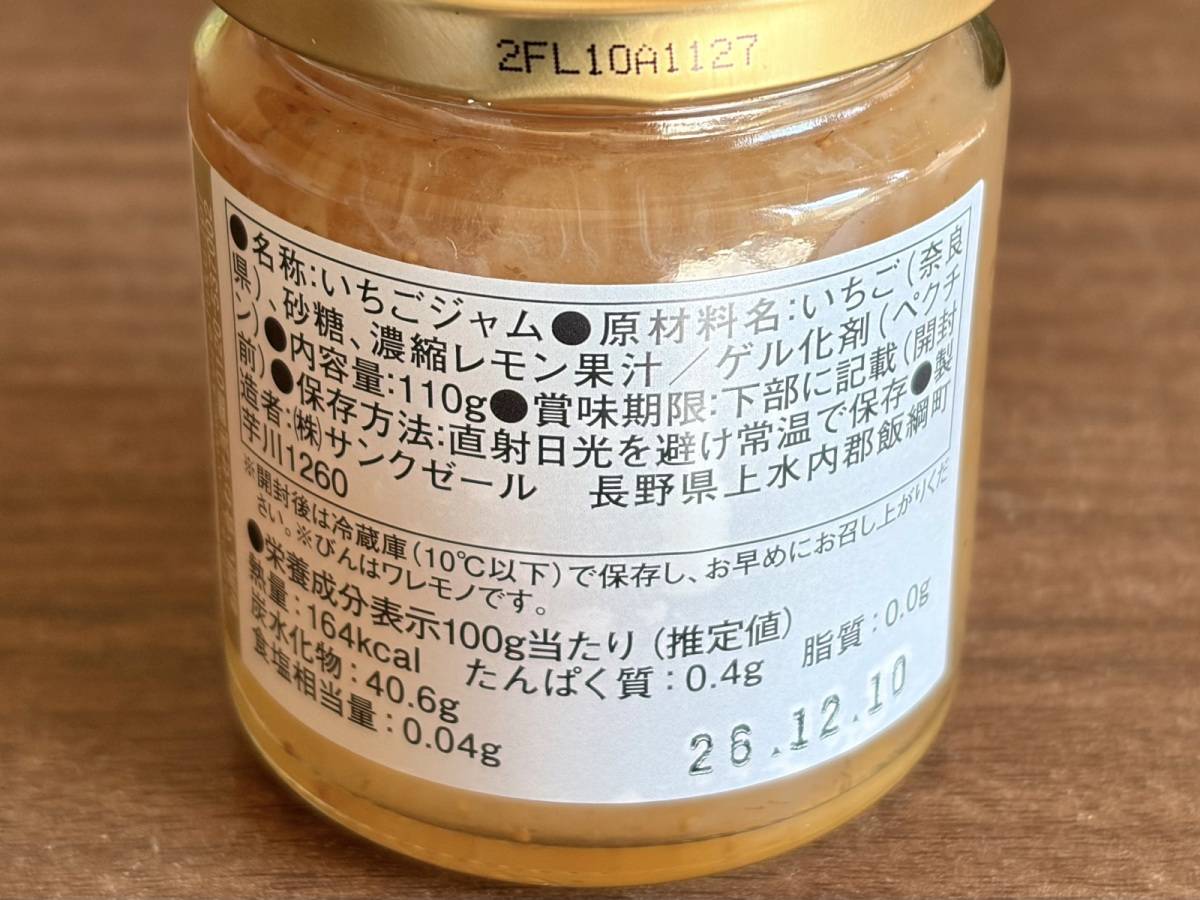 2FL10A1127
●名称:いちごジャム●原材料名:いちご(奈良
県)、砂糖、濃縮レモン果汁/ゲル化剤(ペクチ
ン)●内容量:110g●賞味期限:下部に記載(開封
前)●保存方法:直射日光を避け常温で保存●製
造者:㈱サンクゼール 長野県上水内郡飯綱町
芋川1260
※開封後は冷蔵庫(10℃以下)で保存し、お早めにお召し上がりくだ
さい。※びんはワレモノです。
●栄養成分表示100g当たり(推定値)
熱量:164kcal たんぱく質:0.4g 脂質:0.0g
炭水化物:40.6g
食塩相当量:0.04g
26.12.10